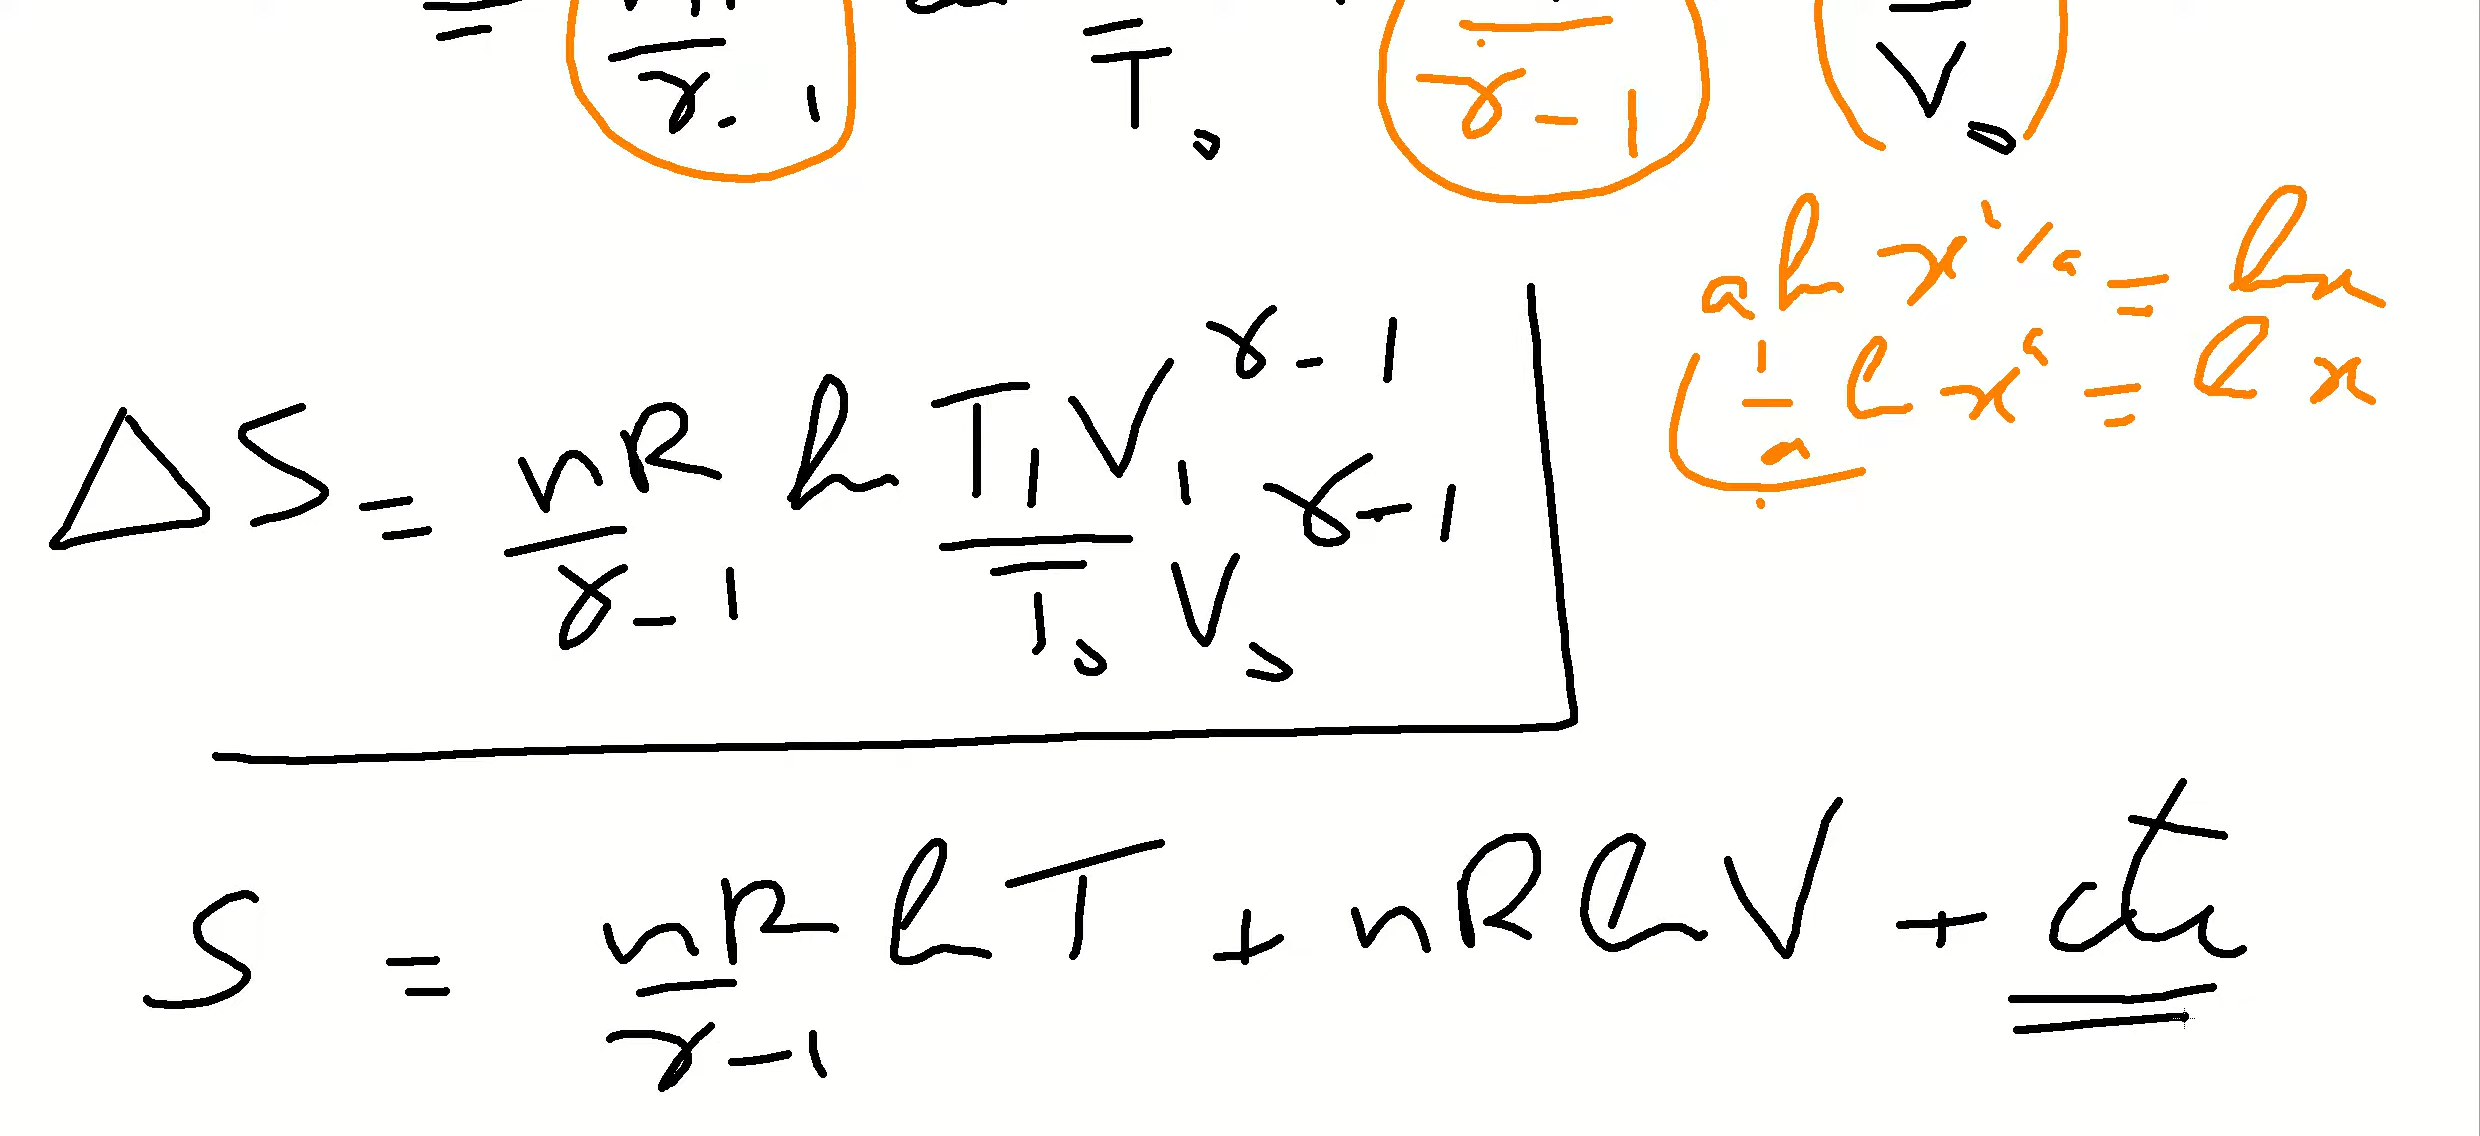 = γ-1 T₀ γ-1 V₀
a ln x^1/a = ln x
1/a ln x^a = ln x
ΔS = nR/(γ-1) ln T₁V₁^γ-1 / T₀V₀^γ-1
S = nR/(γ-1) ln T + nR ln V + cte